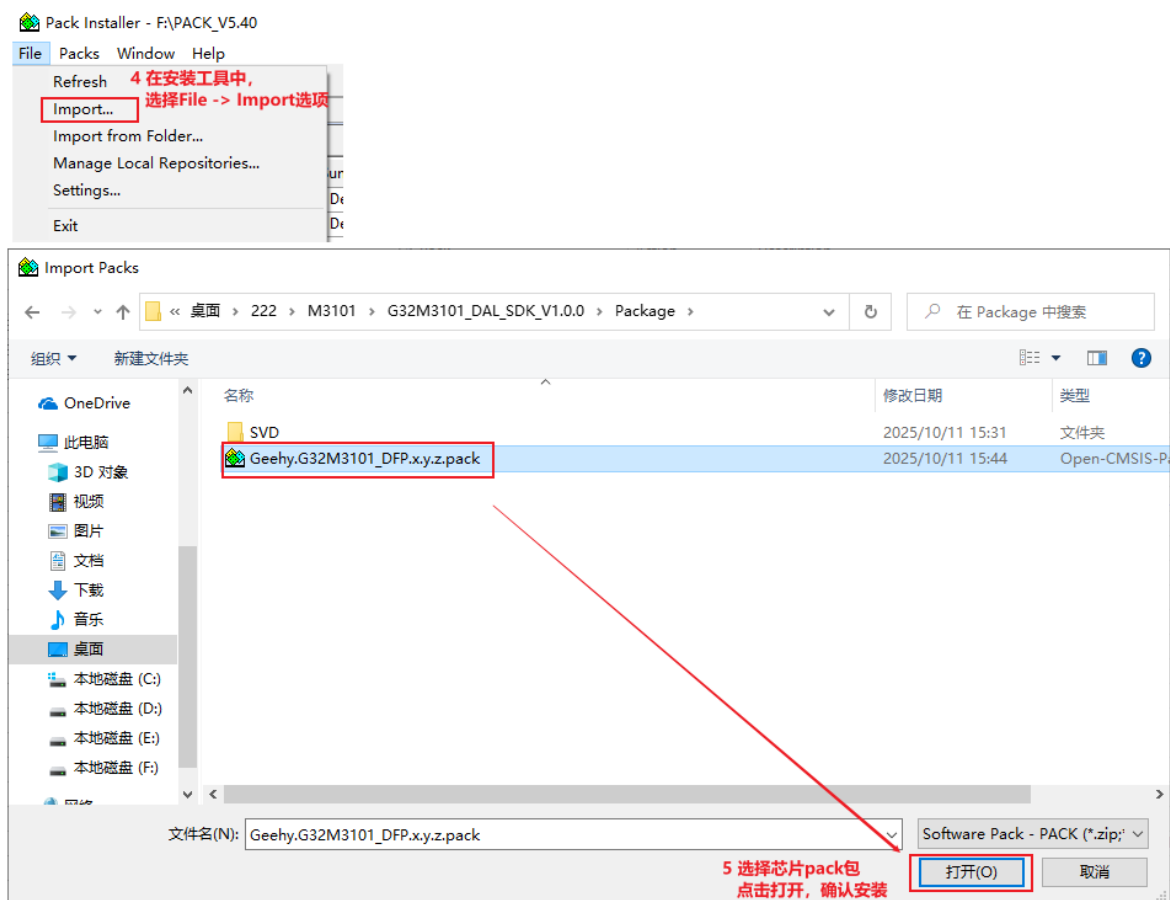 Pack Installer - F:\PACK_V5.40
File Packs Window Help
Refresh
4 在安装工具中，
选择File -> Import选项
Import...
Import from Folder...
Manage Local Repositories...
Settings...
Exit
Import Packs
« 桌面 › 222 › M3101 › G32M3101_DAL_SDK_V1.0.0 › Package ›
在 Package 中搜索
组织 新建文件夹
名称 修改日期 类型
OneDrive
此电脑
3D 对象
视频
图片
文档
下载
音乐
桌面
本地磁盘 (C:)
本地磁盘 (D:)
本地磁盘 (E:)
本地磁盘 (F:)
SVD 2025/10/11 15:31 文件夹
Geehy.G32M3101_DFP.x.y.z.pack 2025/10/11 15:44 Open-CMSIS-Pa
文件名(N): Geehy.G32M3101_DFP.x.y.z.pack Software Pack - PACK (*.zip;*
5 选择芯片pack包
点击打开，确认安装
打开(O) 取消